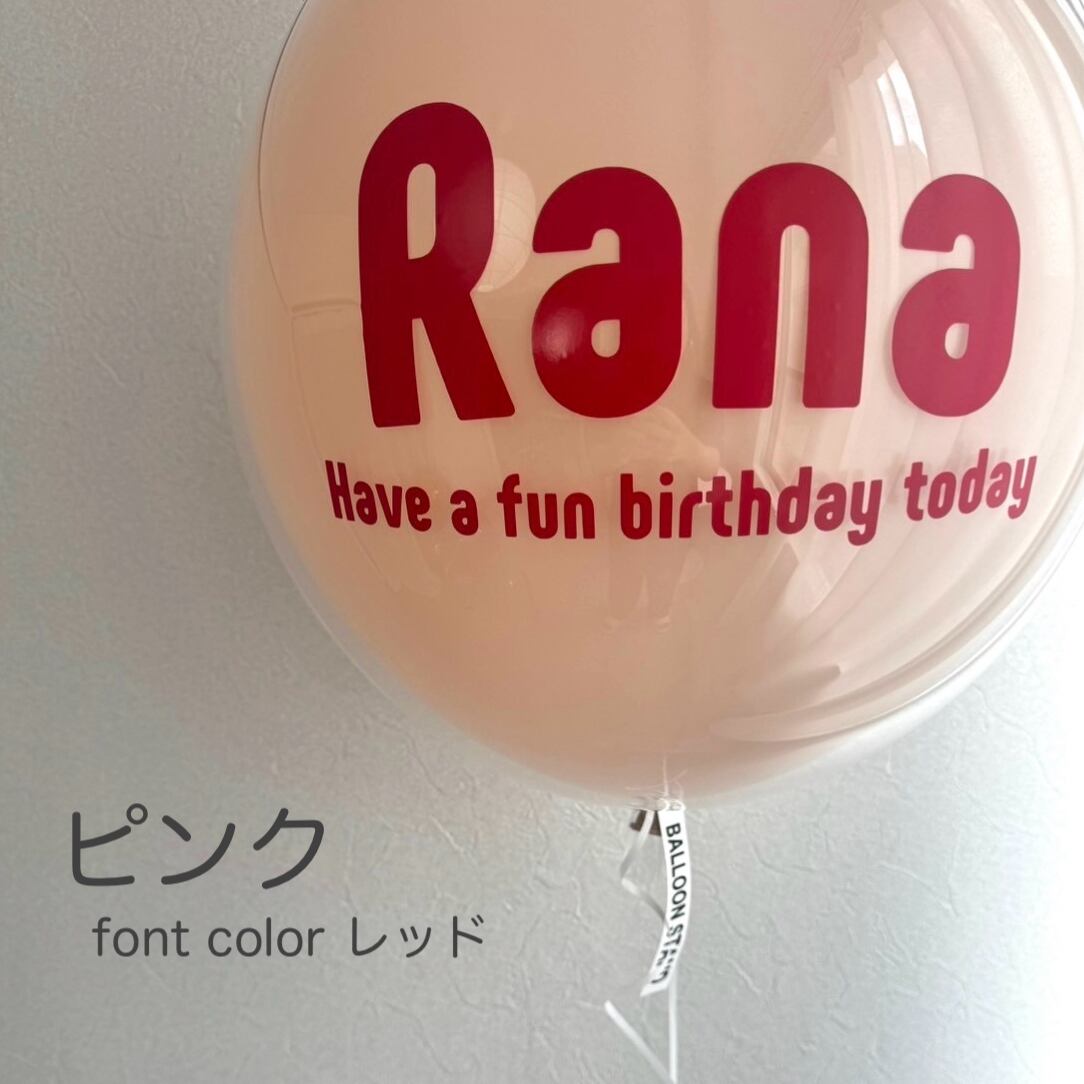 Rana
Have a fun birthday today
BALLOON
ピンク
font color レッド